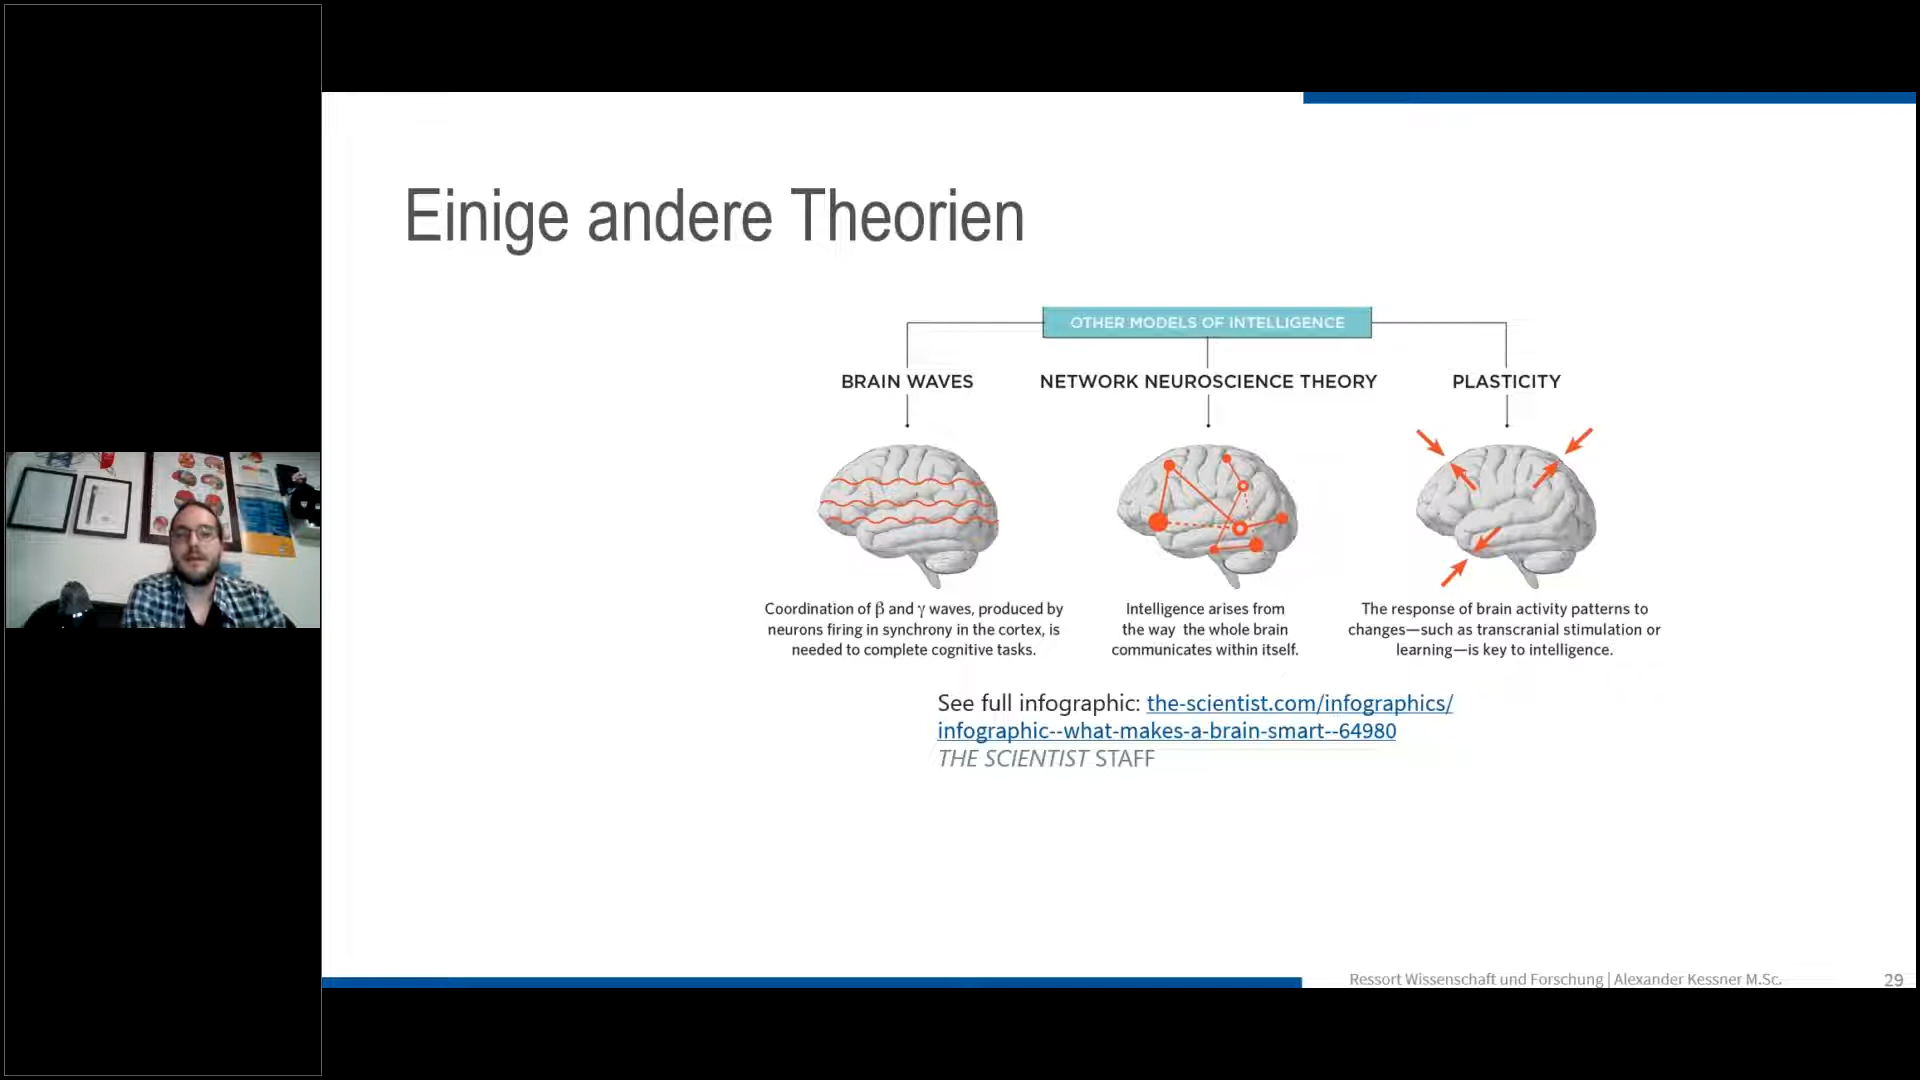 Einige andere Theorien
OTHER MODELS OF INTELLIGENCE
BRAIN WAVES
NETWORK NEUROSCIENCE THEORY
PLASTICITY
Coordination of β and γ waves, produced by
neurons firing in synchrony in the cortex, is
needed to complete cognitive tasks.
Intelligence arises from
the way the whole brain
communicates within itself.
The response of brain activity patterns to
changes—such as transcranial stimulation or
learning—is key to intelligence.
See full infographic: the-scientist.com/infographics/
infographic--what-makes-a-brain-smart--64980
THE SCIENTIST STAFF
Ressort Wissenschaft und Forschung | Alexander Kessner M.Sc.
29